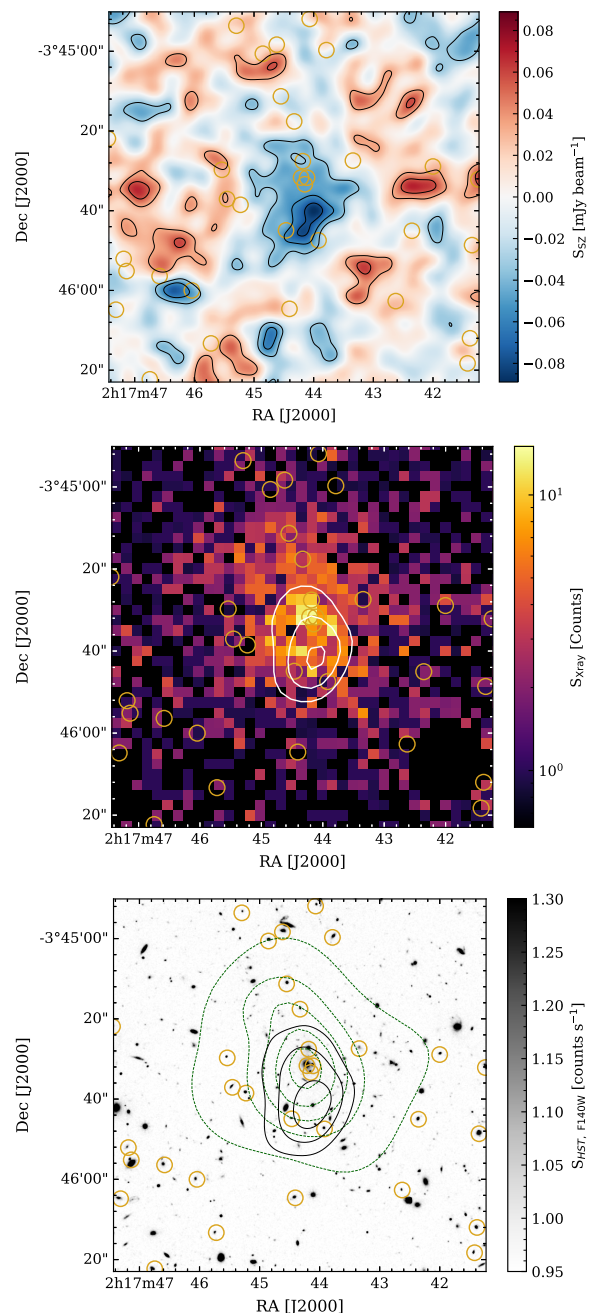 -3°45'00"
20"
40"
46'00"
20"
Dec [J2000]
2h17m47 46 45 44 43 42
RA [J2000]
0.08
0.06
0.04
0.02
0.00
−0.02
−0.04
−0.06
−0.08
S_SZ [mJy beam⁻¹]
-3°45'00"
20"
40"
46'00"
20"
Dec [J2000]
2h17m47 46 45 44 43 42
RA [J2000]
10¹
10⁰
S_Xray [Counts]
-3°45'00"
20"
40"
46'00"
20"
Dec [J2000]
2h17m47 46 45 44 43 42
RA [J2000]
1.30
1.25
1.20
1.15
1.10
1.05
1.00
0.95
S_HST, F140W [counts s⁻¹]